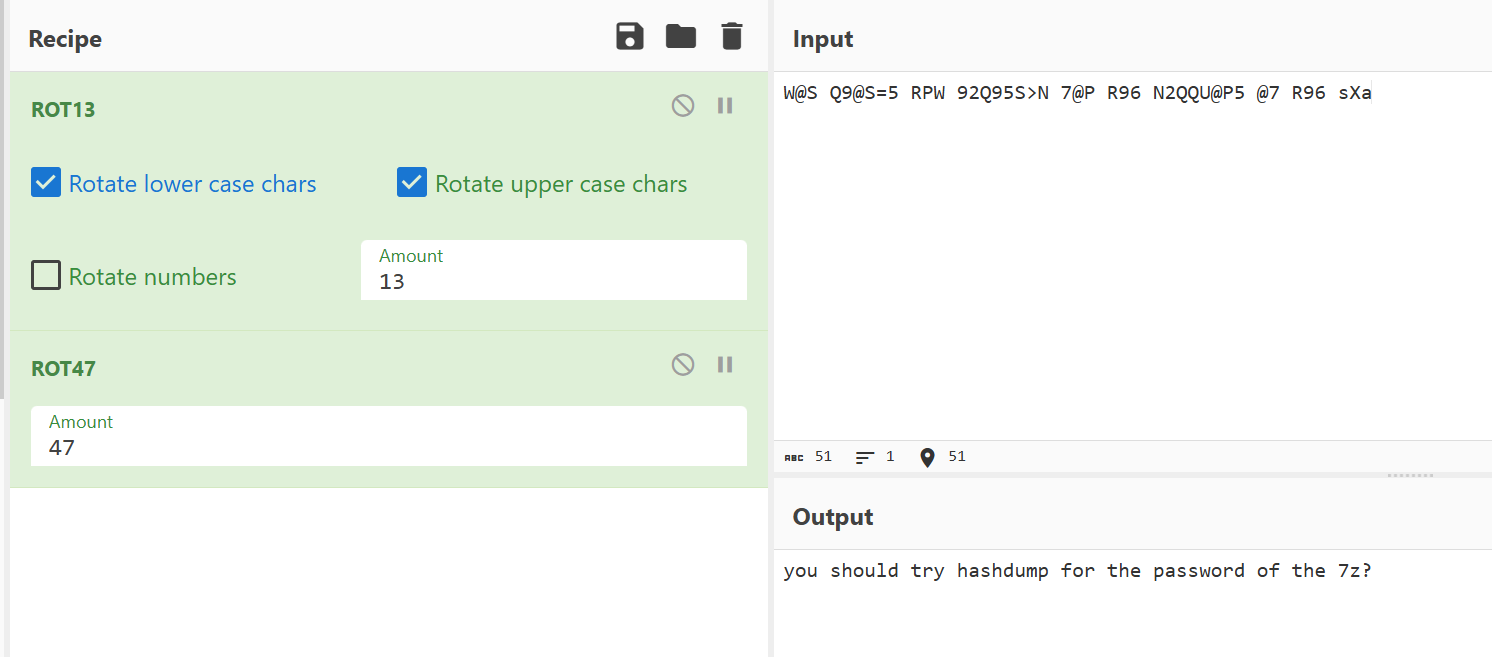 Recipe
ROT13
Rotate lower case chars
Rotate upper case chars
Rotate numbers
Amount
13
ROT47
Amount
47
Input
W@S Q9@S=5 RPW 92Q95S>N 7@P R96 N2QQU@P5 @7 R96 sXa
ABC 51 1 51
Output
you should try hashdump for the password of the 7z?